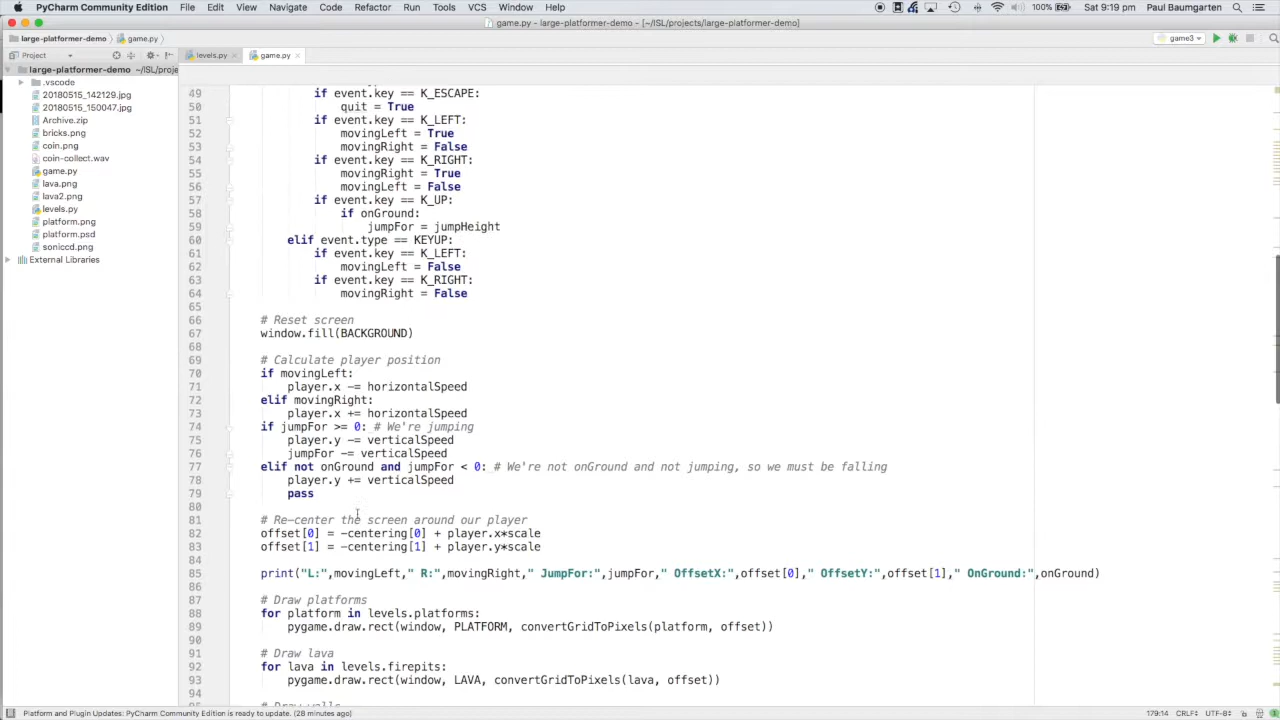 PyCharm Community Edition File Edit View Navigate Code Refactor Run Tools VCS Window Help 100% Sat 9:19 pm Paul Baumgarten
game.py - large-platformer-demo - [~/ISL/projects/large-platformer-demo]
large-platformer-demo game.py game3
Project levels.py game.py
large-platformer-demo ~/ISL/proje
.vscode
20180515_142129.jpg
20180515_150047.jpg
Archive.zip
bricks.png
coin.png
coin-collect.wav
game.py
lava.png
lava2.png
levels.py
platform.png
platform.psd
soniccd.png
External Libraries
49 if event.key == K_ESCAPE:
50 quit = True
51 if event.key == K_LEFT:
52 movingLeft = True
53 movingRight = False
54 if event.key == K_RIGHT:
55 movingRight = True
56 movingLeft = False
57 if event.key == K_UP:
58 if onGround:
59 jumpFor = jumpHeight
60 elif event.type == KEYUP:
61 if event.key == K_LEFT:
62 movingLeft = False
63 if event.key == K_RIGHT:
64 movingRight = False
65
66 # Reset screen
67 window.fill(BACKGROUND)
68
69 # Calculate player position
70 if movingLeft:
71 player.x -= horizontalSpeed
72 elif movingRight:
73 player.x += horizontalSpeed
74 if jumpFor >= 0: # We're jumping
75 player.y -= verticalSpeed
76 jumpFor -= verticalSpeed
77 elif not onGround and jumpFor < 0: # We're not onGround and not jumping, so we must be falling
78 player.y += verticalSpeed
79 pass
80
81 # Re-center the screen around our player
82 offset[0] = -centering[0] + player.x*scale
83 offset[1] = -centering[1] + player.y*scale
84
85 print("L:",movingLeft," R:",movingRight," JumpFor:",jumpFor," OffsetX:",offset[0]," OffsetY:",offset[1]," OnGround:",onGround)
86
87 # Draw platforms
88 for platform in levels.platforms:
89 pygame.draw.rect(window, PLATFORM, convertGridToPixels(platform, offset))
90
91 # Draw lava
92 for lava in levels.firepits:
93 pygame.draw.rect(window, LAVA, convertGridToPixels(lava, offset))
94
Platform and Plugin Updates: PyCharm Community Edition is ready to update. (28 minutes ago) 179:14 CRLF÷ UTF-8÷